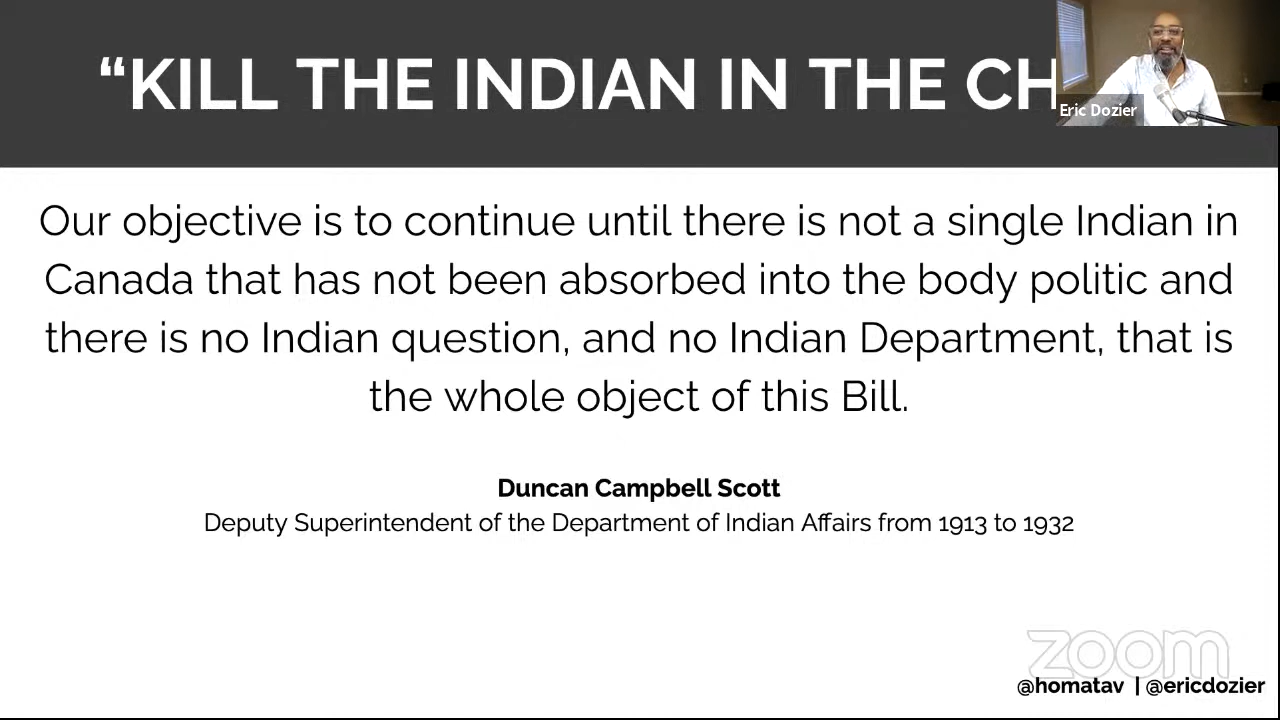 “KILL THE INDIAN IN THE
Eric Dozier
Our objective is to continue until there is not a single Indian in
Canada that has not been absorbed into the body politic and
there is no Indian question, and no Indian Department, that is
the whole object of this Bill.
Duncan Campbell Scott
Deputy Superintendent of the Department of Indian Affairs from 1913 to 1932
zoom
@homatav | @ericdozier